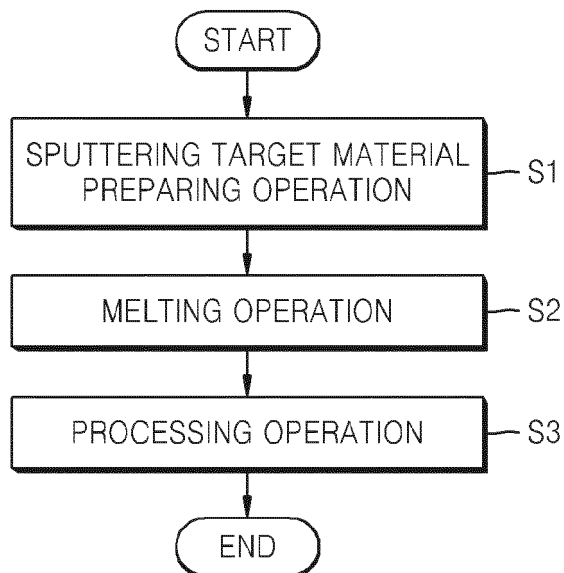 START
SPUTTERING TARGET MATERIAL
PREPARING OPERATION
S1
MELTING OPERATION
S2
PROCESSING OPERATION
S3
END